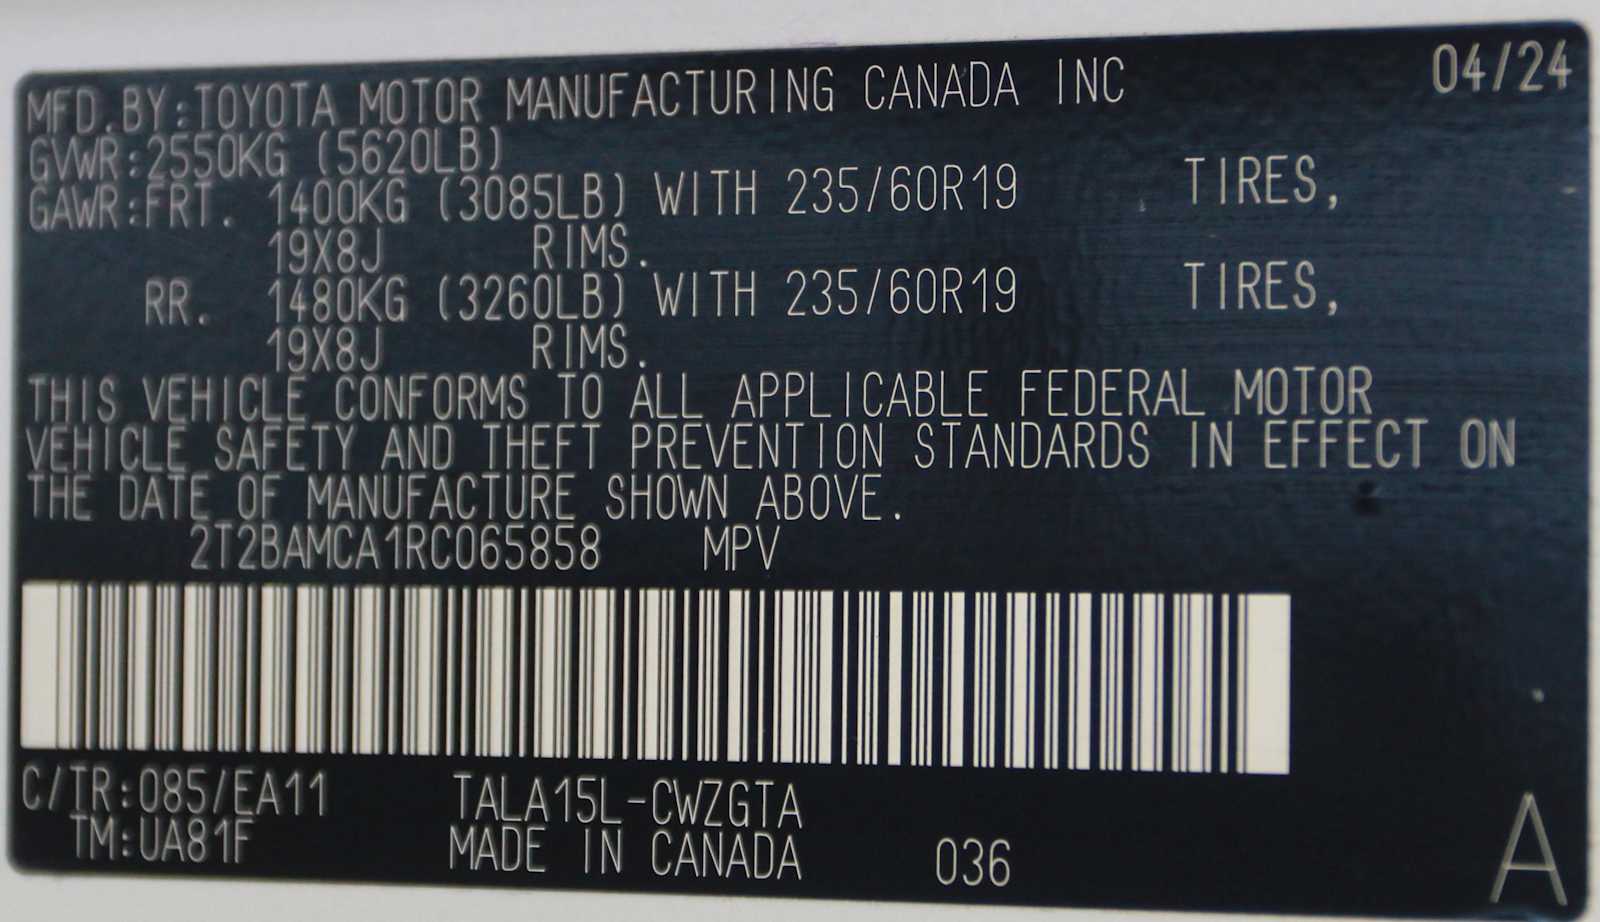 MFD.BY:TOYOTA MOTOR MANUFACTURING CANADA INC 04/24
GVWR:2550KG (5620LB)
GAWR:FRT. 1400KG (3085LB) WITH 235/60R19 TIRES,
19X8J RIMS.
RR. 1480KG (3260LB) WITH 235/60R19 TIRES,
19X8J RIMS.
THIS VEHICLE CONFORMS TO ALL APPLICABLE FEDERAL MOTOR
VEHICLE SAFETY AND THEFT PREVENTION STANDARDS IN EFFECT ON
THE DATE OF MANUFACTURE SHOWN ABOVE.
2T2BAMCA1RC065858 MPV
C/TR:085/EA11 TALA15L-CWZGTA
TM:UA81F MADE IN CANADA 036 A